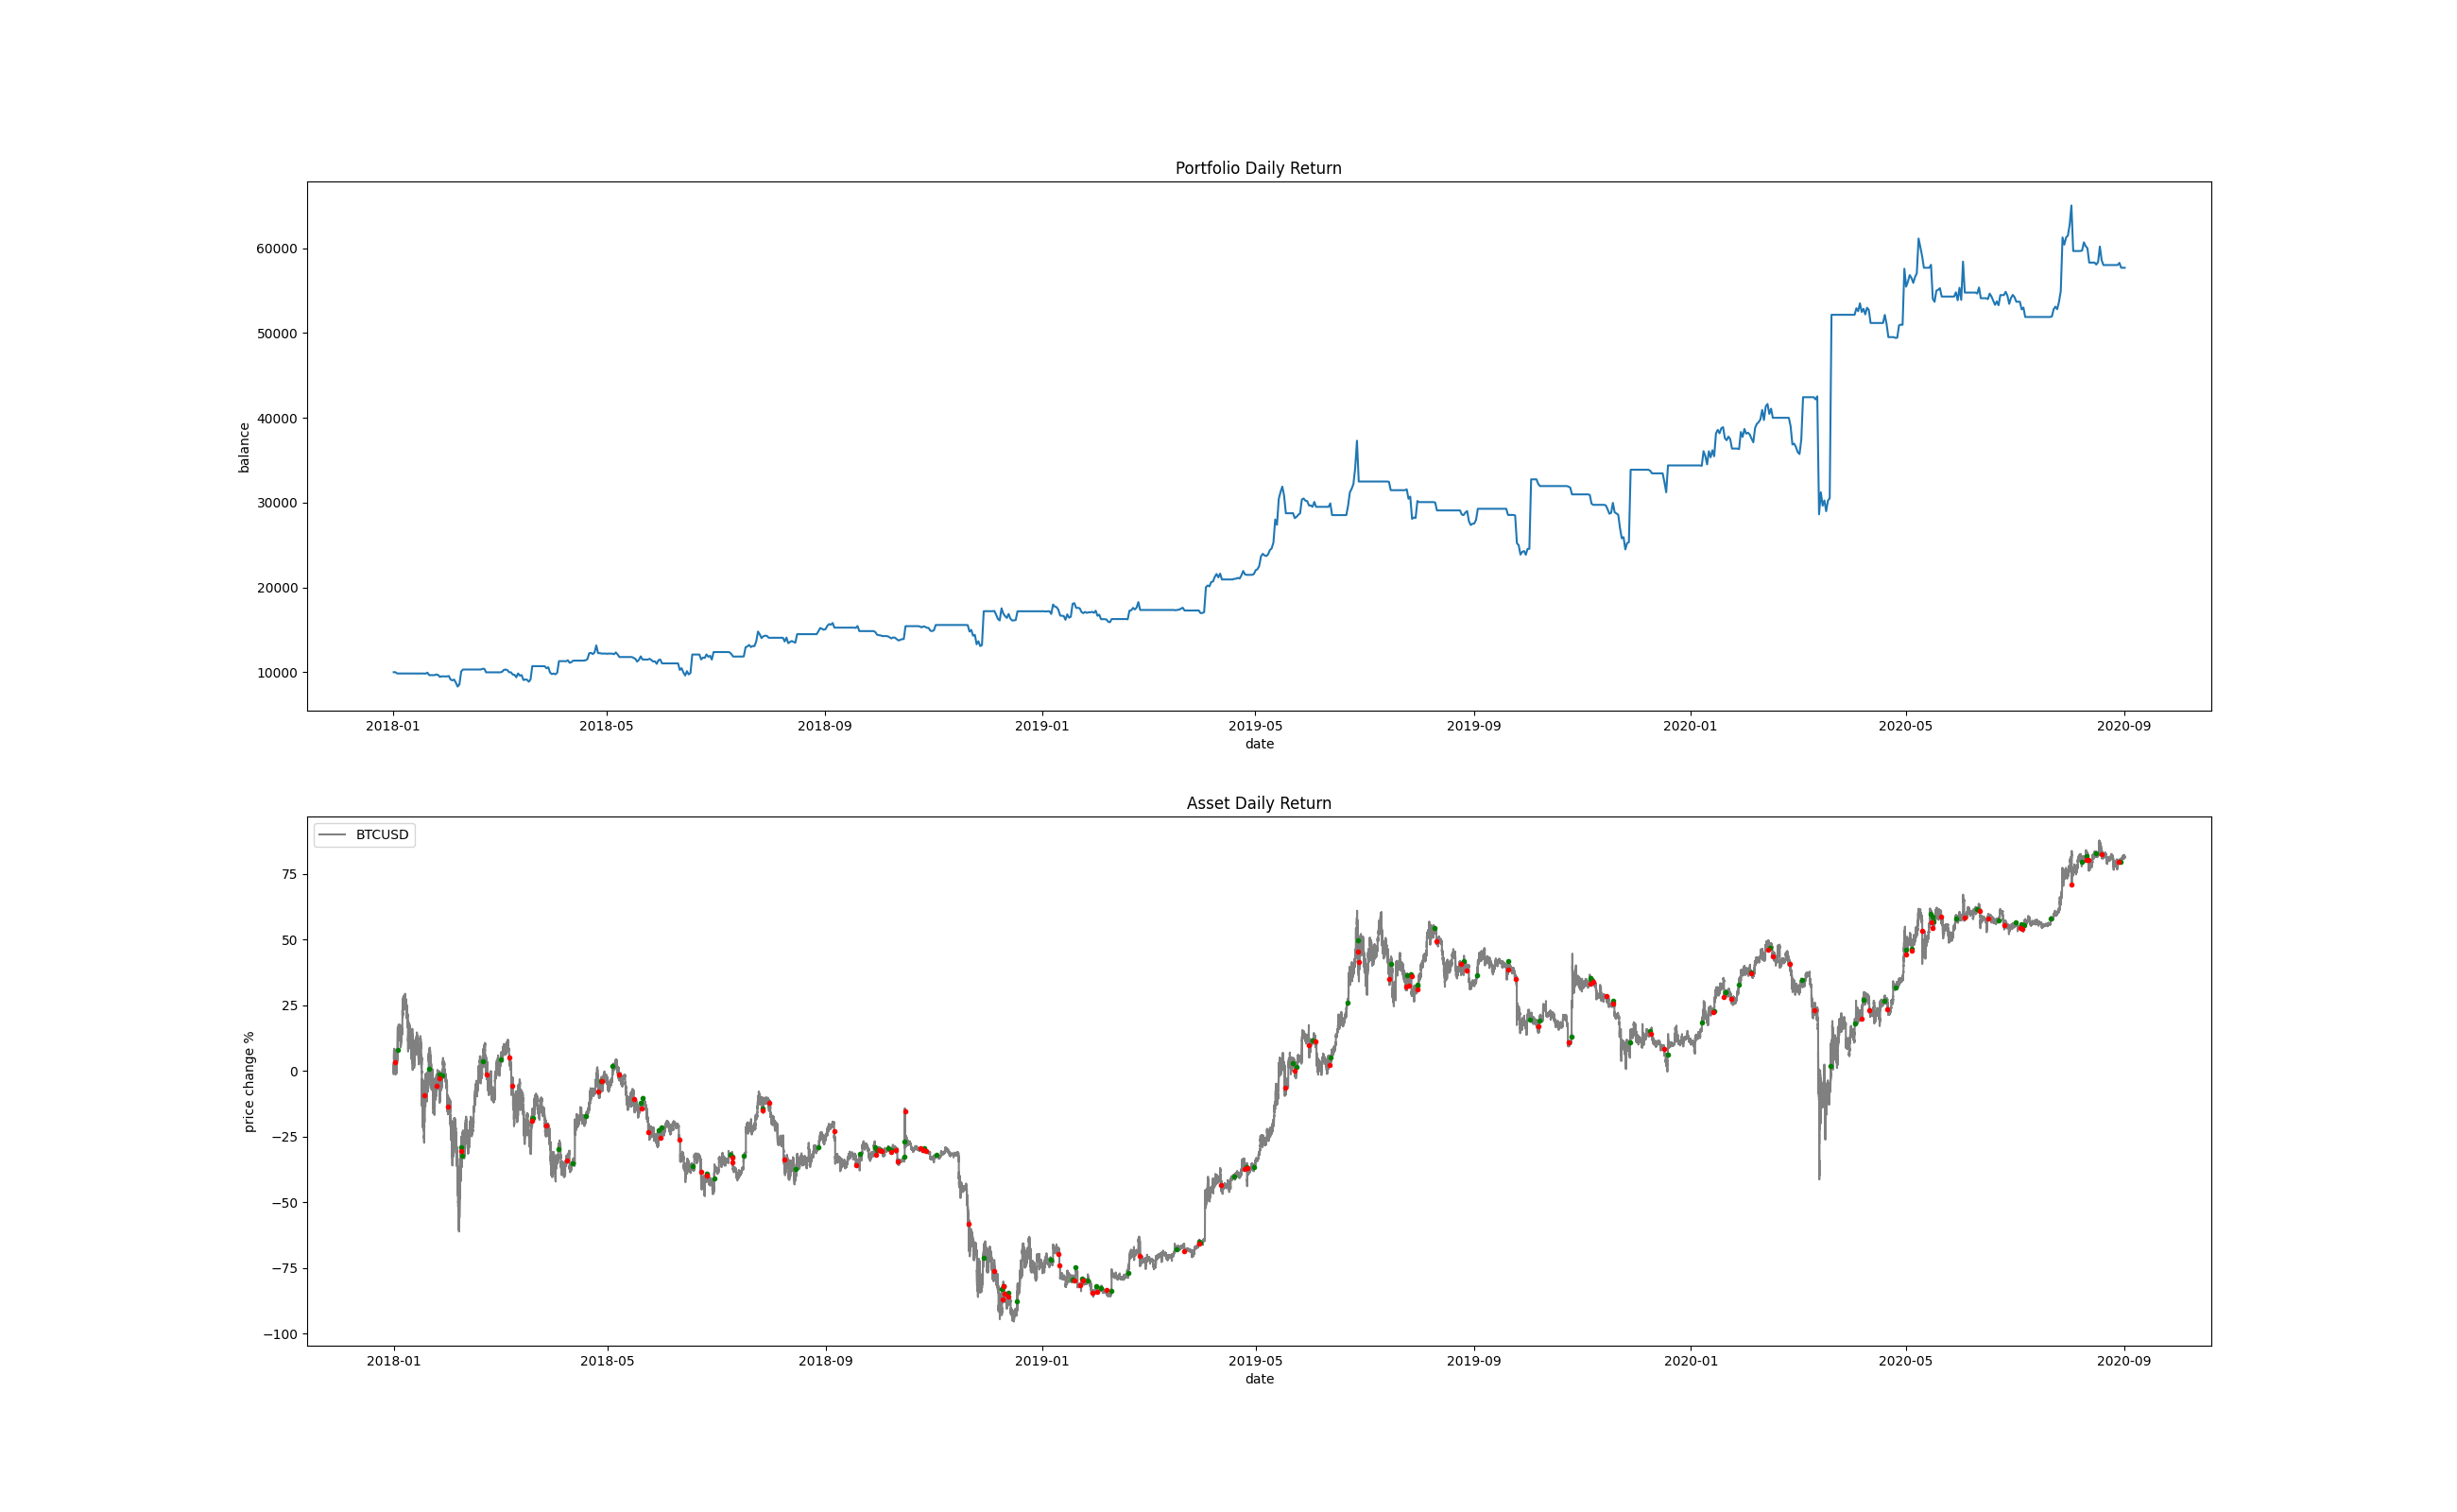 Portfolio Daily Return
60000
50000
40000
30000
20000
10000
balance
2018-01 2018-05 2018-09 2019-01 2019-05 2019-09 2020-01 2020-05 2020-09
date
Asset Daily Return
BTCUSD
75
50
25
0
−25
−50
−75
−100
price change %
2018-01 2018-05 2018-09 2019-01 2019-05 2019-09 2020-01 2020-05 2020-09
date